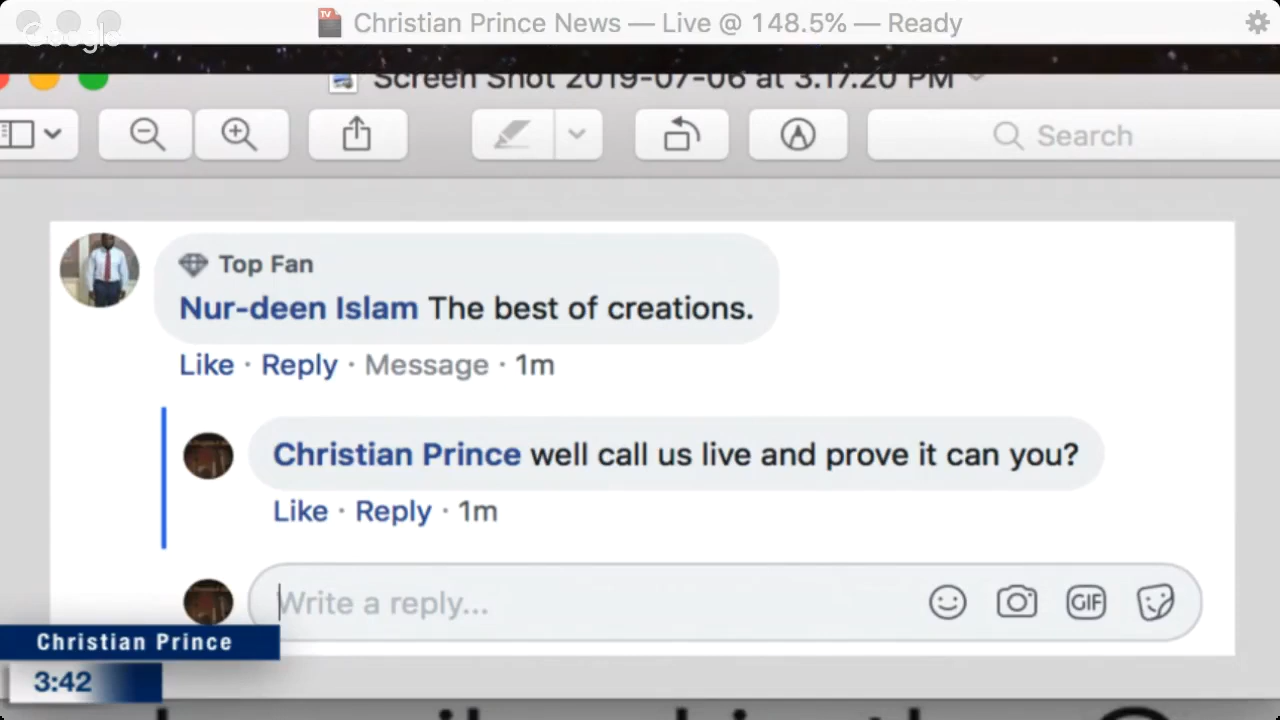 Christian Prince News — Live @ 148.5% — Ready
Google
Screen Shot 2019-07-06 at 3.17.20 PM
Search
Top Fan
Nur-deen Islam The best of creations.
Like · Reply · Message · 1m
Christian Prince well call us live and prove it can you?
Like · Reply · 1m
Write a reply...
GIF
Christian Prince
3:42